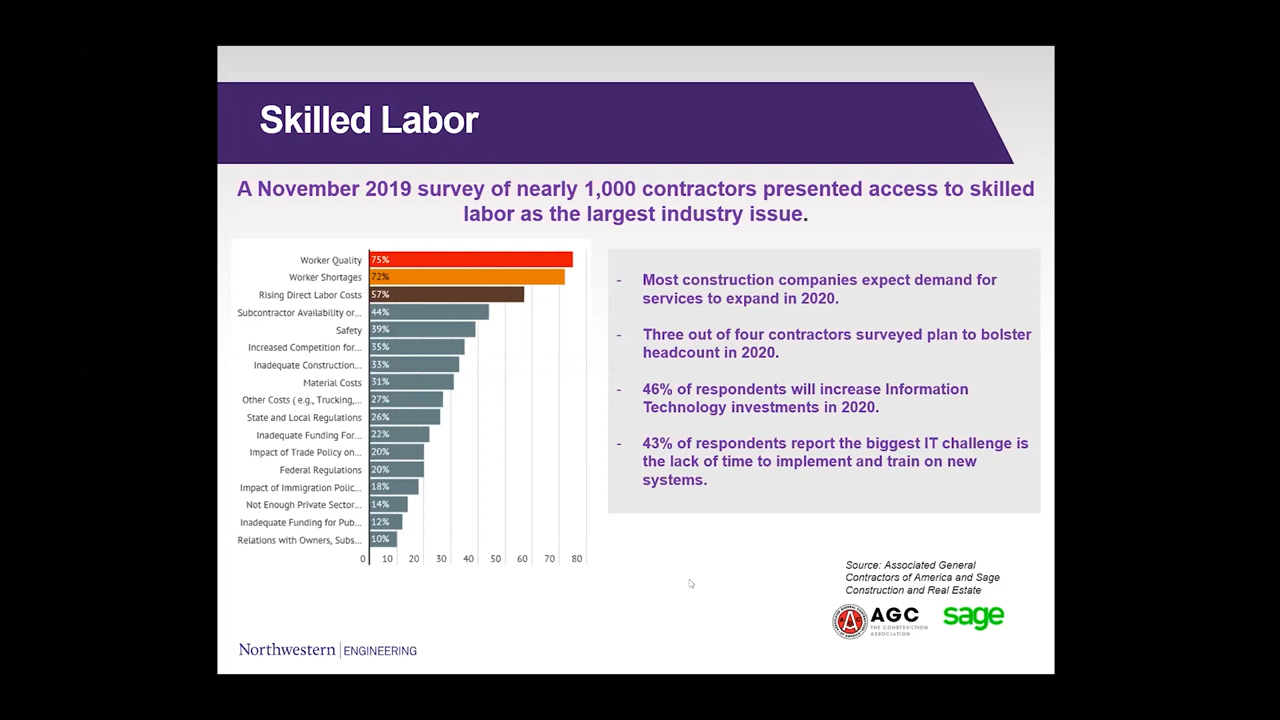 Skilled Labor
A November 2019 survey of nearly 1,000 contractors presented access to skilled
labor as the largest industry issue.
Worker Quality 75%
Worker Shortages 72%
Rising Direct Labor Costs 57%
Subcontractor Availability or... 44%
Safety 39%
Increased Competition for... 35%
Inadequate Construction... 33%
Material Costs 31%
Other Costs ( e.g., Trucking,... 27%
State and Local Regulations 26%
Inadequate Funding For... 22%
Impact of Trade Policy on... 20%
Federal Regulations 20%
Impact of Immigration Polic... 18%
Not Enough Private Sector... 14%
Inadequate Funding for Pub... 12%
Relations with Owners, Subs... 10%
0 10 20 30 40 50 60 70 80
- Most construction companies expect demand for
services to expand in 2020.
- Three out of four contractors surveyed plan to bolster
headcount in 2020.
- 46% of respondents will increase Information
Technology investments in 2020.
- 43% of respondents report the biggest IT challenge is
the lack of time to implement and train on new
systems.
Source: Associated General
Contractors of America and Sage
Construction and Real Estate
AGC
THE CONSTRUCTION
ASSOCIATION
sage
Northwestern | ENGINEERING